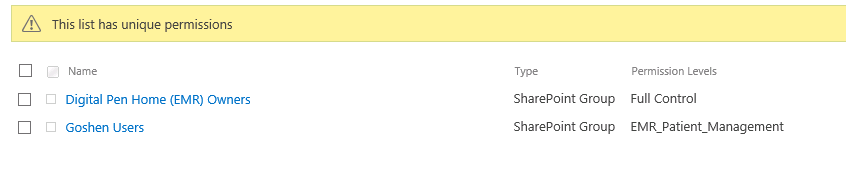 This list has unique permissions
Name Type Permission Levels
Digital Pen Home (EMR) Owners SharePoint Group Full Control
Goshen Users SharePoint Group EMR_Patient_Management